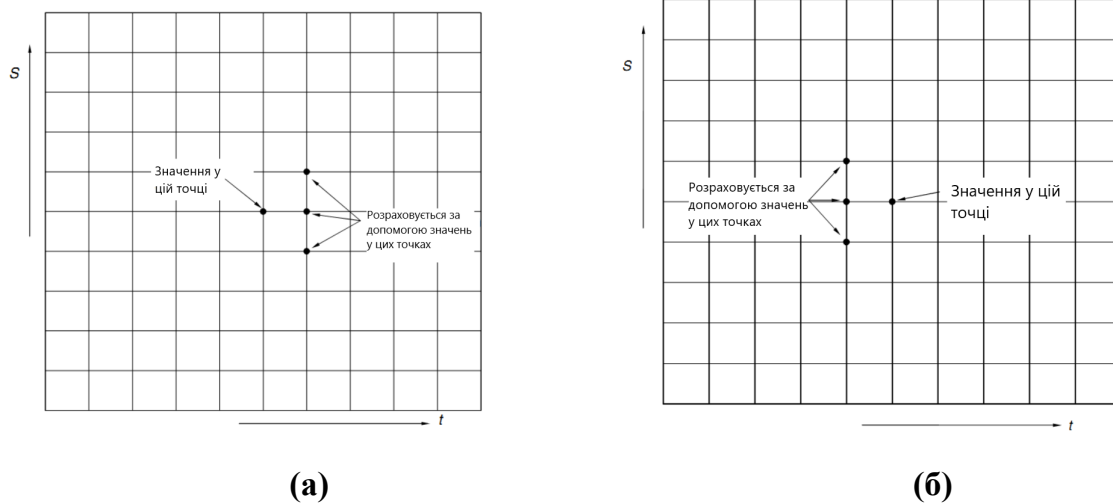 S
Значення у
цій точці
Розраховується за
допомогою значень
у цих точках
t
(а)
S
Розраховується за
допомогою значень
у цих точках
Значення у цій
точці
t
(б)